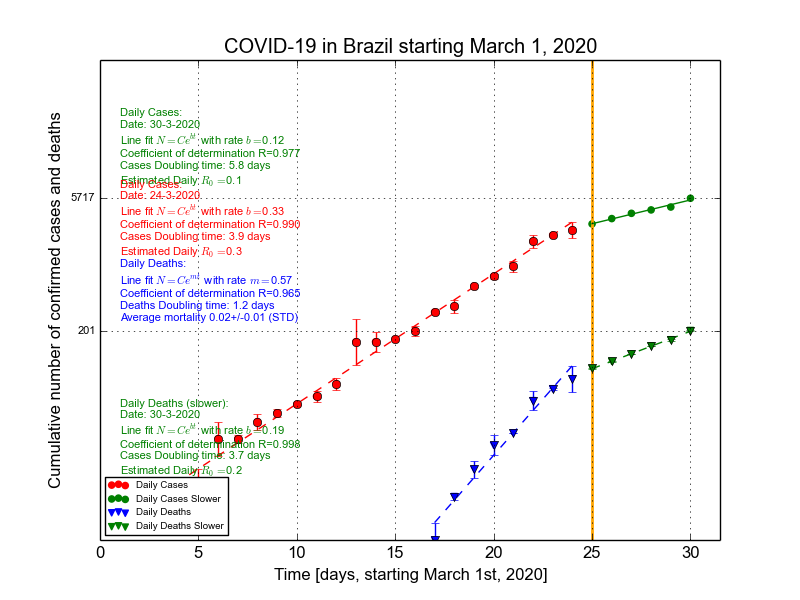 COVID-19 in Brazil starting March 1, 2020
Cumulative number of confirmed cases and deaths
5717
201
Daily Cases:
Date: 30-3-2020
Line fit N = Ce^{bt} with rate b =0.12
Coefficient of determination R=0.977
Cases Doubling time: 5.8 days
Estimated Daily R_0 =0.1
Daily Cases:
Date: 24-3-2020
Line fit N = Ce^{bt} with rate b =0.33
Coefficient of determination R=0.990
Cases Doubling time: 3.9 days
Estimated Daily R_0 =0.3
Daily Deaths:
Line fit N = Ce^{mt} with rate m =0.57
Coefficient of determination R=0.965
Deaths Doubling time: 1.2 days
Average mortality 0.02+/-0.01 (STD)
Daily Deaths (slower):
Date: 30-3-2020
Line fit N = Ce^{bt} with rate b =0.19
Coefficient of determination R=0.998
Cases Doubling time: 3.7 days
Estimated Daily R_0 =0.2
Daily Cases
Daily Cases Slower
Daily Deaths
Daily Deaths Slower
0 5 10 15 20 25 30
Time [days, starting March 1st, 2020]